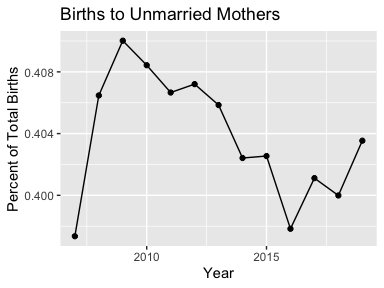 Births to Unmarried Mothers
Percent of Total Births
0.408
0.404
0.400
2010
2015
Year